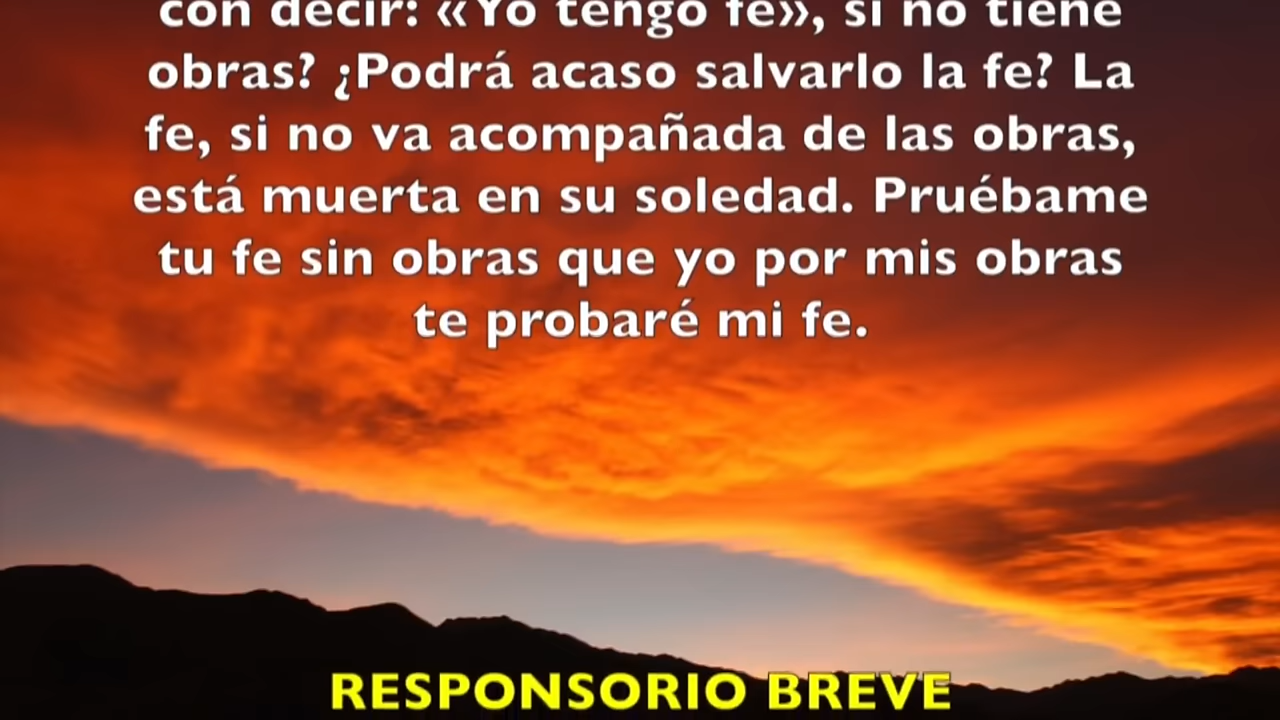 con decir: «Yo tengo fe», si no tiene
obras? ¿Podrá acaso salvarlo la fe? La
fe, si no va acompañada de las obras,
está muerta en su soledad. Pruébame
tu fe sin obras que yo por mis obras
te probaré mi fe.
RESPONSORIO BREVE